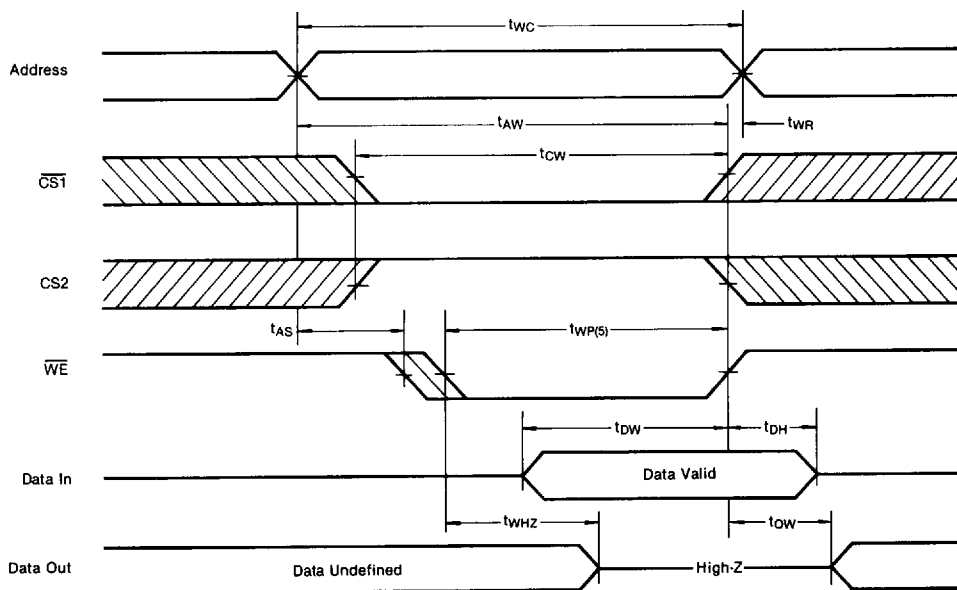 tWC
Address
tAW
tWR
tCW
CS1
CS2
tAS
tWP(5)
WE
tDW
tDH
Data In
Data Valid
tWHZ
tOW
Data Out
Data Undefined
High-Z